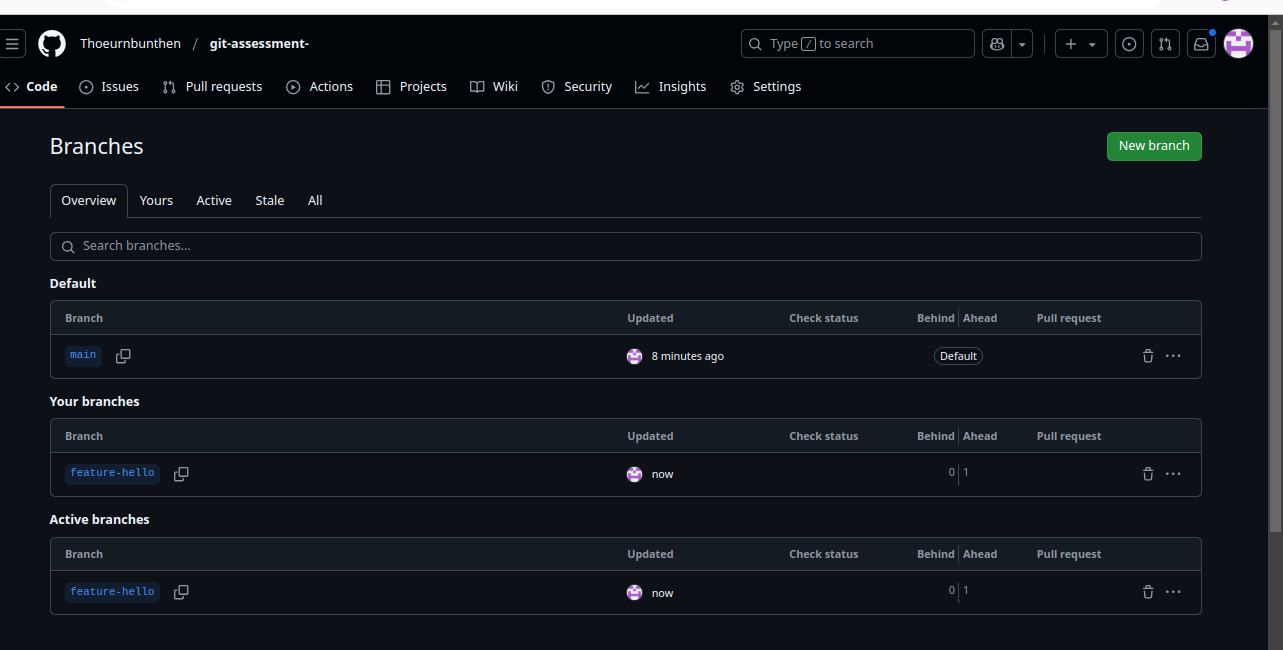 Thoeurnbunthen / git-assessment- Type / to search
Code Issues Pull requests Actions Projects Wiki Security Insights Settings
Branches New branch
Overview Yours Active Stale All
Search branches...
Default
Branch Updated Check status Behind Ahead Pull request
main 8 minutes ago Default
Your branches
Branch Updated Check status Behind Ahead Pull request
feature-hello now 0 1
Active branches
Branch Updated Check status Behind Ahead Pull request
feature-hello now 0 1